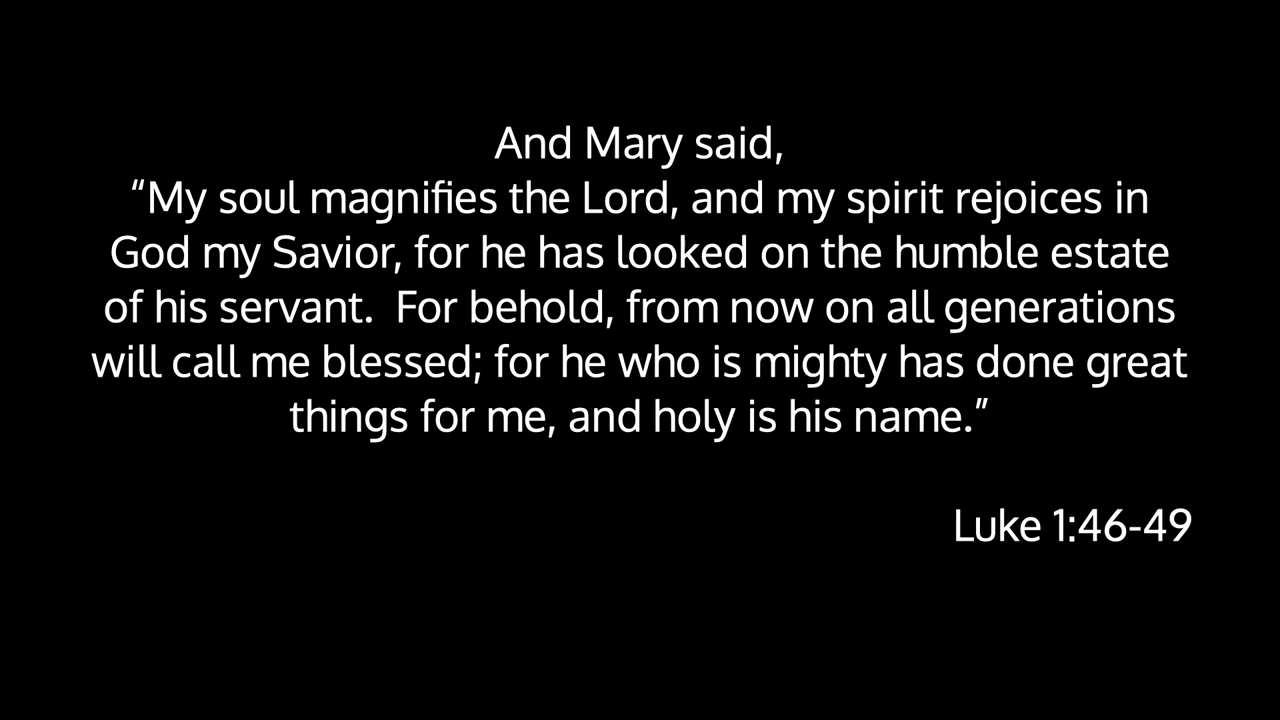 And Mary said,
“My soul magnifies the Lord, and my spirit rejoices in
God my Savior, for he has looked on the humble estate
of his servant.  For behold, from now on all generations
will call me blessed; for he who is mighty has done great
things for me, and holy is his name.”
Luke 1:46-49